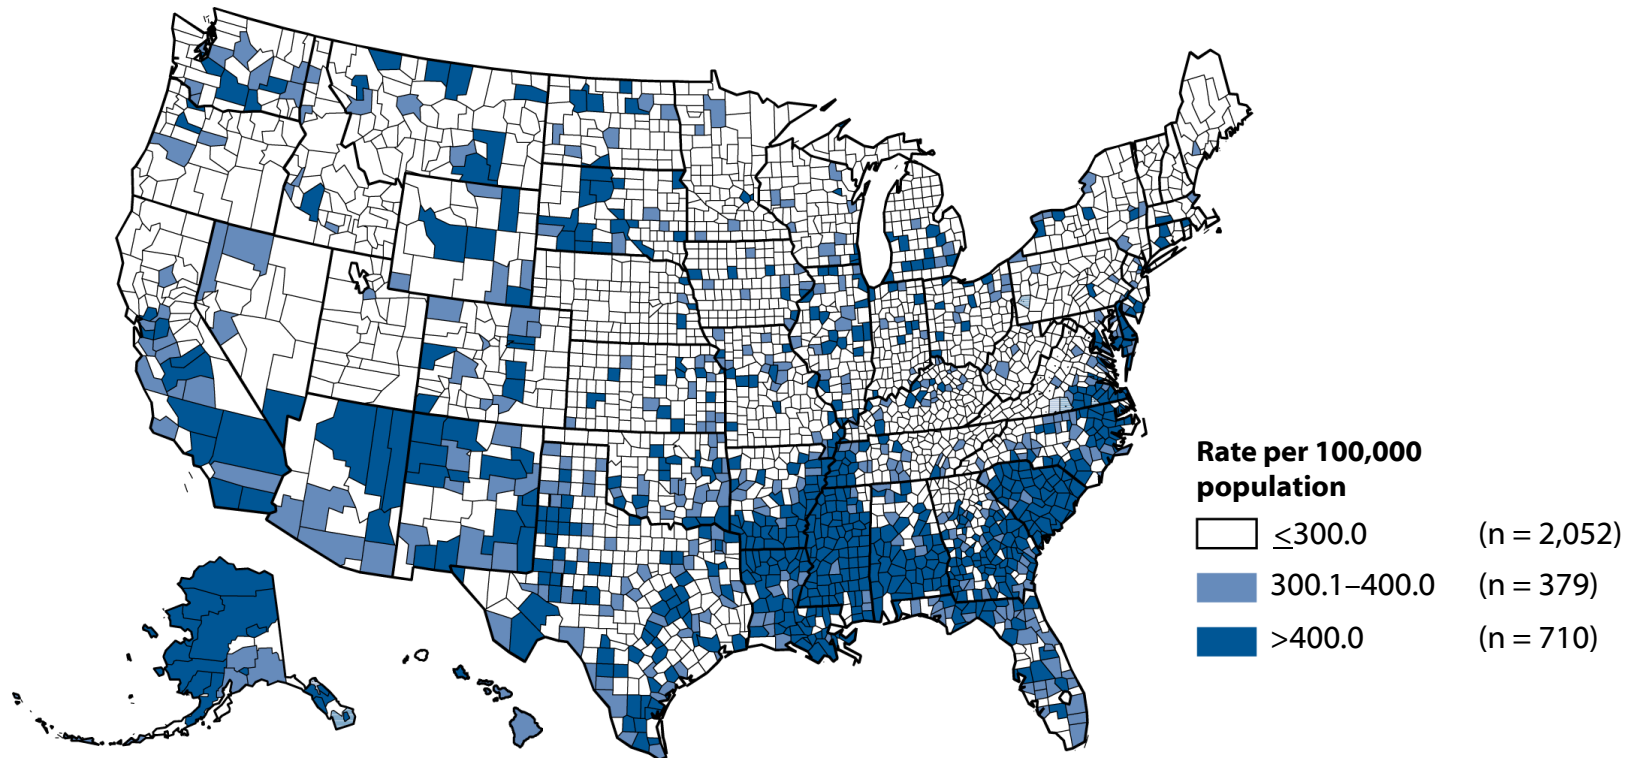 Rate per 100,000
population
≤300.0 (n = 2,052)
300.1–400.0 (n = 379)
>400.0 (n = 710)